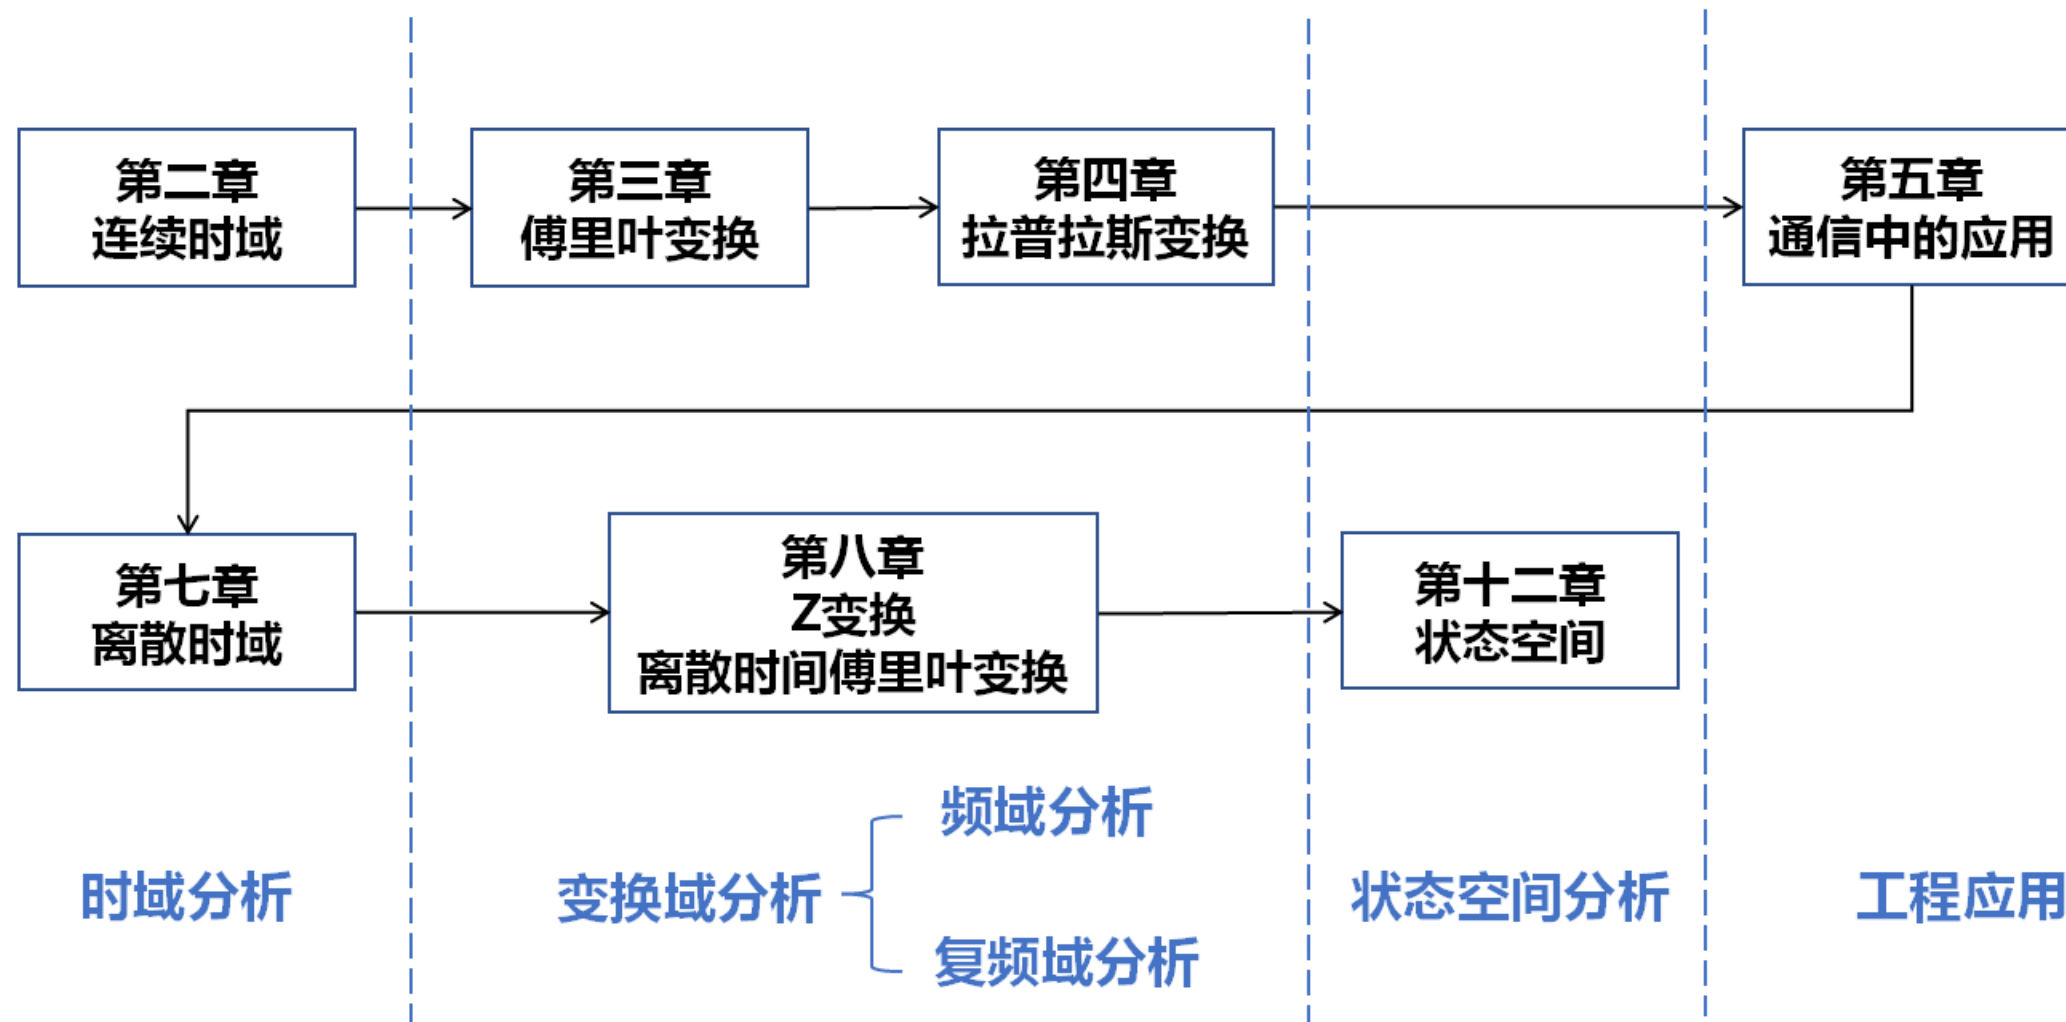 第二章
连续时域
第三章
傅里叶变换
第四章
拉普拉斯变换
第五章
通信中的应用
第七章
离散时域
第八章
Z变换
离散时间傅里叶变换
第十二章
状态空间
时域分析
变换域分析
频域分析
复频域分析
状态空间分析
工程应用